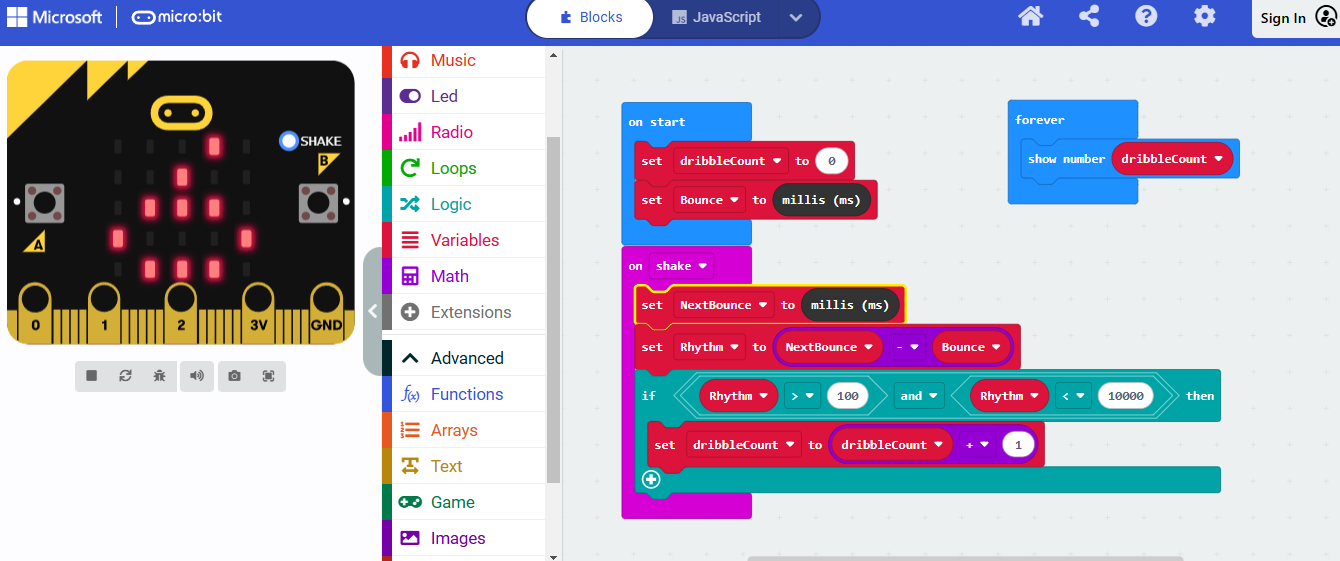 Microsoft micro:bit Blocks JavaScript Sign In
SHAKE
B
A
0 1 2 3V GND
Music
Led
Radio
Loops
Logic
Variables
Math
Extensions
Advanced
Functions
Arrays
Text
Game
Images
on start
set dribbleCount to 0
set Bounce to millis (ms)
on shake
set NextBounce to millis (ms)
set Rhythm to NextBounce - Bounce
if Rhythm > 100 and Rhythm < 10000 then
set dribbleCount to dribbleCount + 1
forever
show number dribbleCount